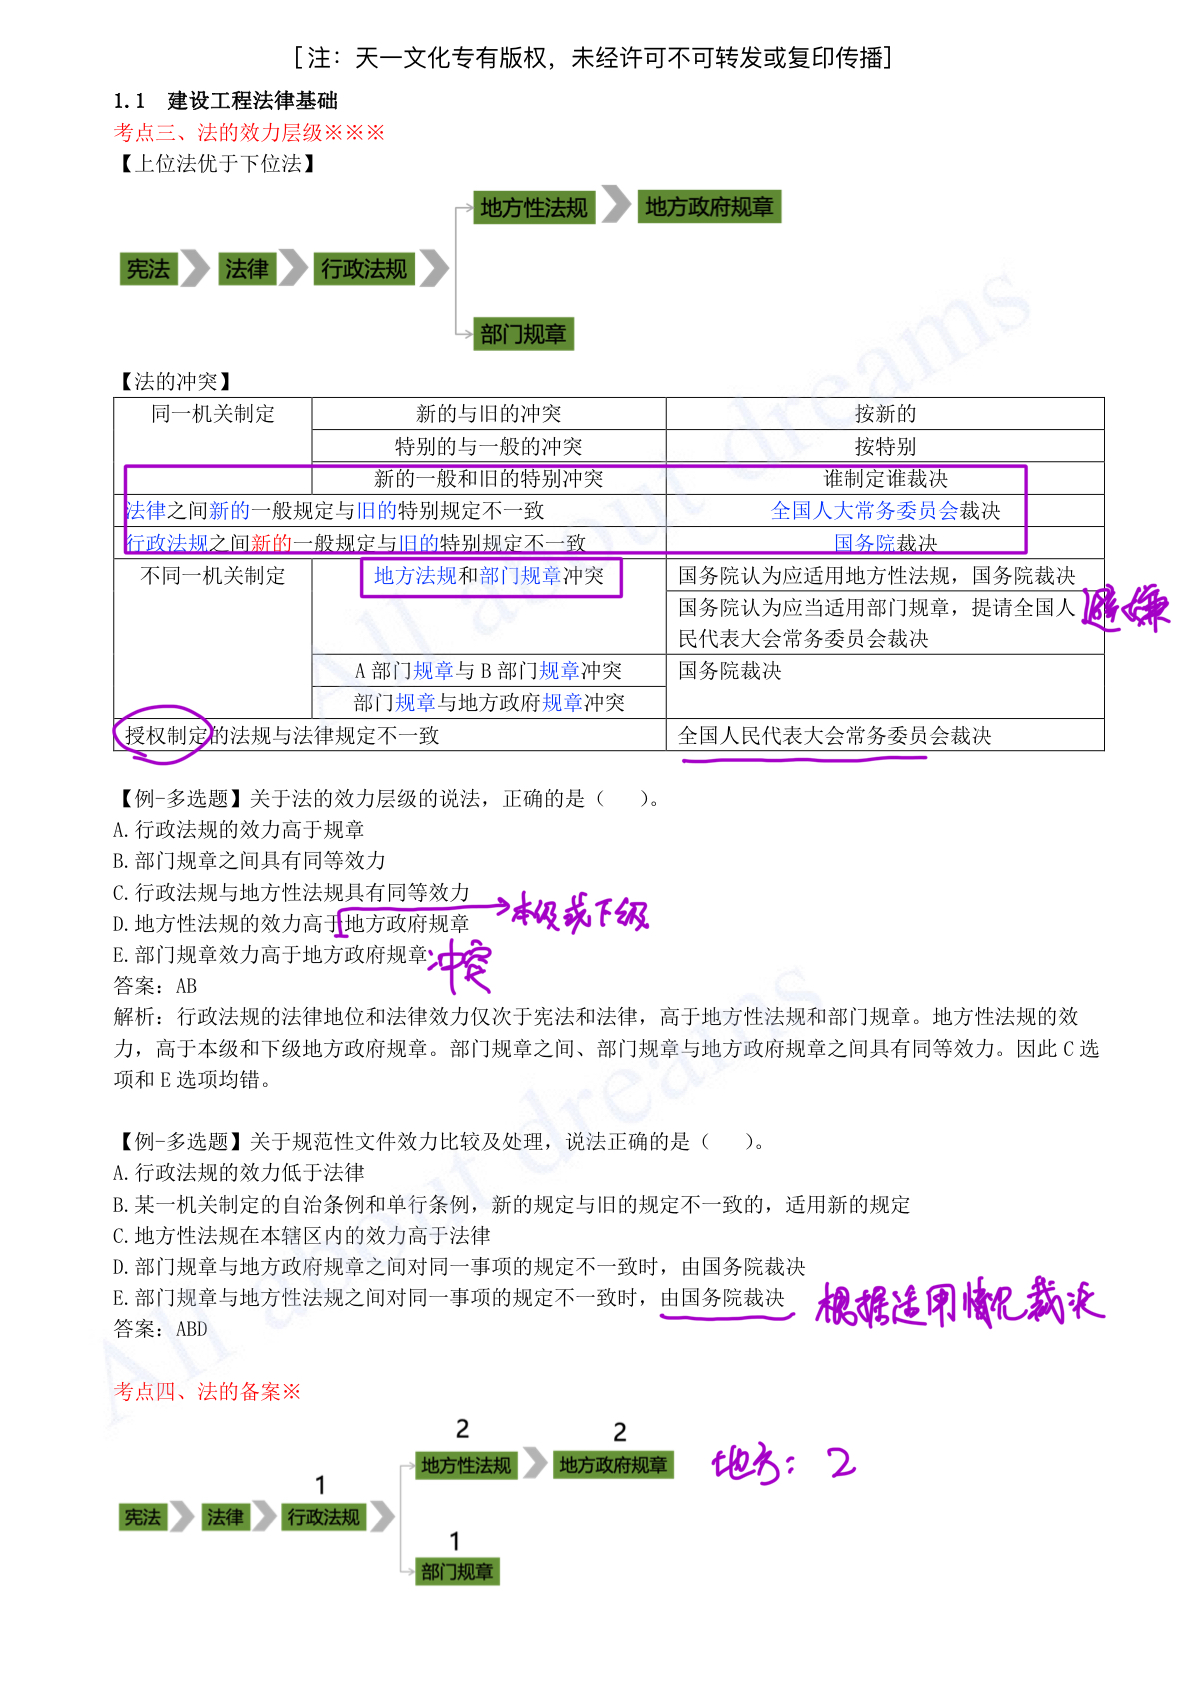 [注：天一文化专有版权，未经许可不可转发或复印传播]
1.1 建设工程法律基础
考点三、法的效力层级※※※
【上位法优于下位法】
地方性法规 地方政府规章
宪法 法律 行政法规
部门规章
【法的冲突】
同一机关制定 新的与旧的冲突 按新的
特别的与一般的冲突 按特别
新的一般和旧的特别冲突 谁制定谁裁决
法律之间新的一般规定与旧的特别规定不一致 全国人大常务委员会裁决
行政法规之间新的一般规定与旧的特别规定不一致 国务院裁决
不同一机关制定 地方法规和部门规章冲突 国务院认为应适用地方性法规，国务院裁决
国务院认为应当适用部门规章，提请全国人 避嫌
民代表大会常务委员会裁决
A 部门规章与 B 部门规章冲突 国务院裁决
部门规章与地方政府规章冲突
授权制定的法规与法律规定不一致 全国人民代表大会常务委员会裁决
【例-多选题】关于法的效力层级的说法，正确的是（ ）。
A.行政法规的效力高于规章
B.部门规章之间具有同等效力
C.行政法规与地方性法规具有同等效力
D.地方性法规的效力高于地方政府规章 本级或下级
E.部门规章效力高于地方政府规章 冲突
答案：AB
解析：行政法规的法律地位和法律效力仅次于宪法和法律，高于地方性法规和部门规章。地方性法规的效
力，高于本级和下级地方政府规章。部门规章之间、部门规章与地方政府规章之间具有同等效力。因此 C 选
项和 E 选项均错。
【例-多选题】关于规范性文件效力比较及处理，说法正确的是（ ）。
A.行政法规的效力低于法律
B.某一机关制定的自治条例和单行条例，新的规定与旧的规定不一致的，适用新的规定
C.地方性法规在本辖区内的效力高于法律
D.部门规章与地方政府规章之间对同一事项的规定不一致时，由国务院裁决
E.部门规章与地方性法规之间对同一事项的规定不一致时，由国务院裁决 根据适用情况裁决
答案：ABD
考点四、法的备案※
2 2
地方性法规 地方政府规章 地方：2
1
宪法 法律 行政法规
1
部门规章
All about dreams
All about dreams